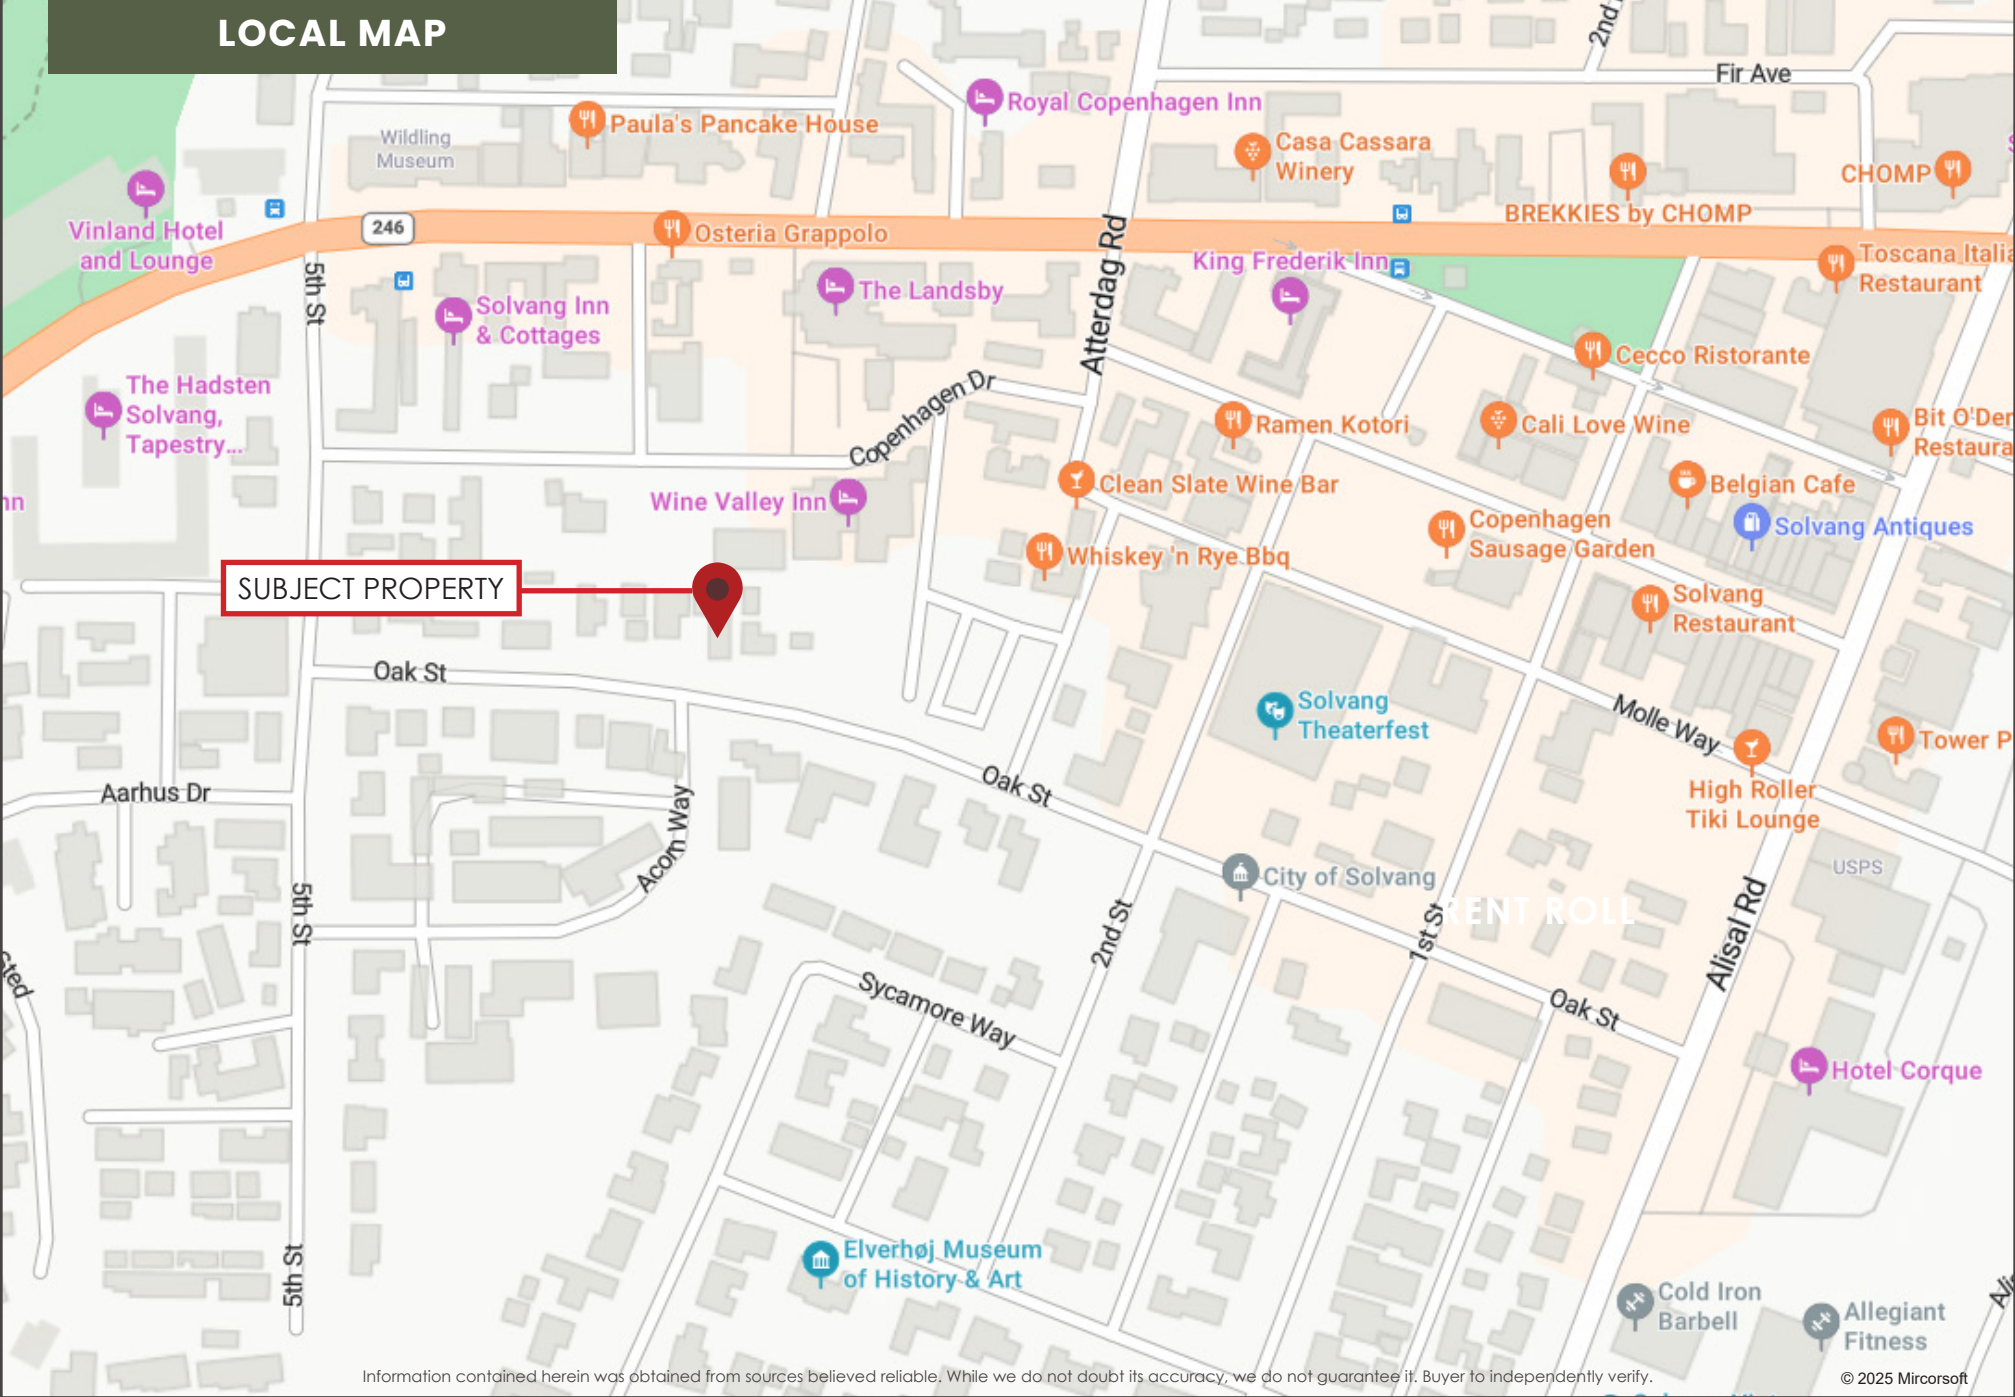 LOCAL MAP
2nd
Fir Ave
Royal Copenhagen Inn
Paula's Pancake House
Wildling
Museum
Casa Cassara
Winery
CHOMP
BREKKIES by CHOMP
Vinland Hotel
and Lounge
246
Osteria Grappolo
Atterdag Rd
King Frederik Inn
Toscana Italia
Restaurant
5th St
The Landsby
Solvang Inn
& Cottages
Cecco Ristorante
The Hadsten
Solvang,
Tapestry...
Copenhagen Dr
Ramen Kotori
Cali Love Wine
Bit O'Den
Restaura
Wine Valley Inn
Clean Slate Wine Bar
Belgian Cafe
nn
Copenhagen
Sausage Garden
Solvang Antiques
Whiskey 'n Rye Bbq
SUBJECT PROPERTY
Solvang
Restaurant
Oak St
Solvang
Theaterfest
Molle Way
Tower P
Aarhus Dr
Oak St
High Roller
Tiki Lounge
Acorn Way
City of Solvang
USPS
5th St
2nd St
1st St
RENT ROLL
Alisal Rd
sted
Sycamore Way
Oak St
Hotel Corque
5th St
Elverhøj Museum
of History & Art
Cold Iron
Barbell
Allegiant
Fitness
Ali
Information contained herein was obtained from sources believed reliable. While we do not doubt its accuracy, we do not guarantee it. Buyer to independently verify.
© 2025 Mircorsoft